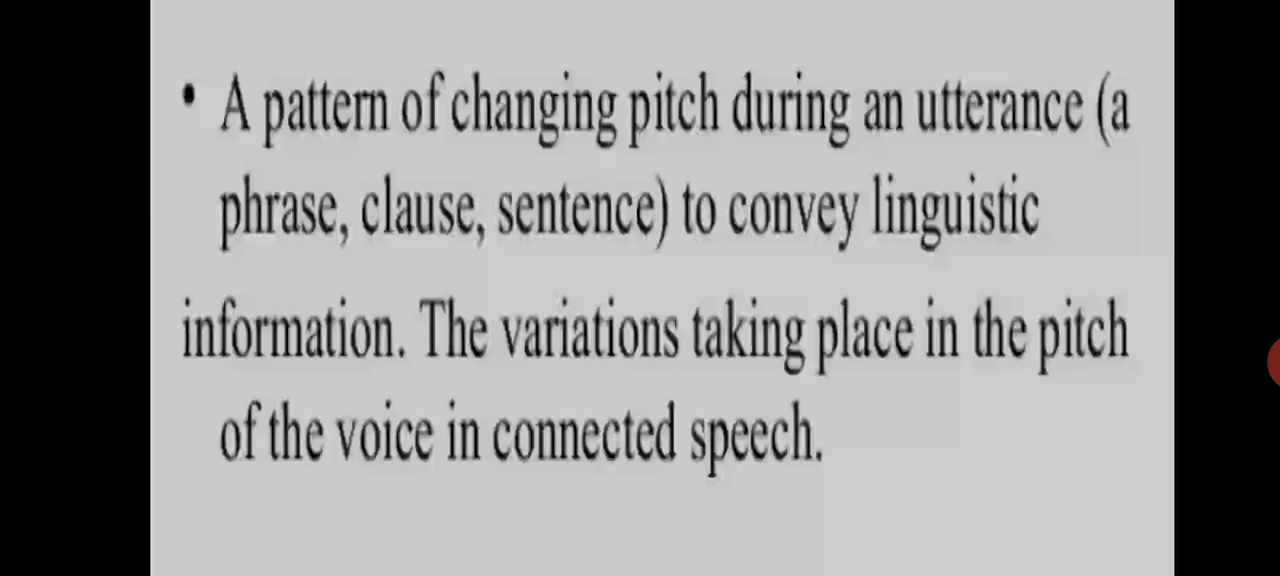 • A pattern of changing pitch during an utterance (a
phrase, clause, sentence) to convey linguistic
information. The variations taking place in the pitch
of the voice in connected speech.